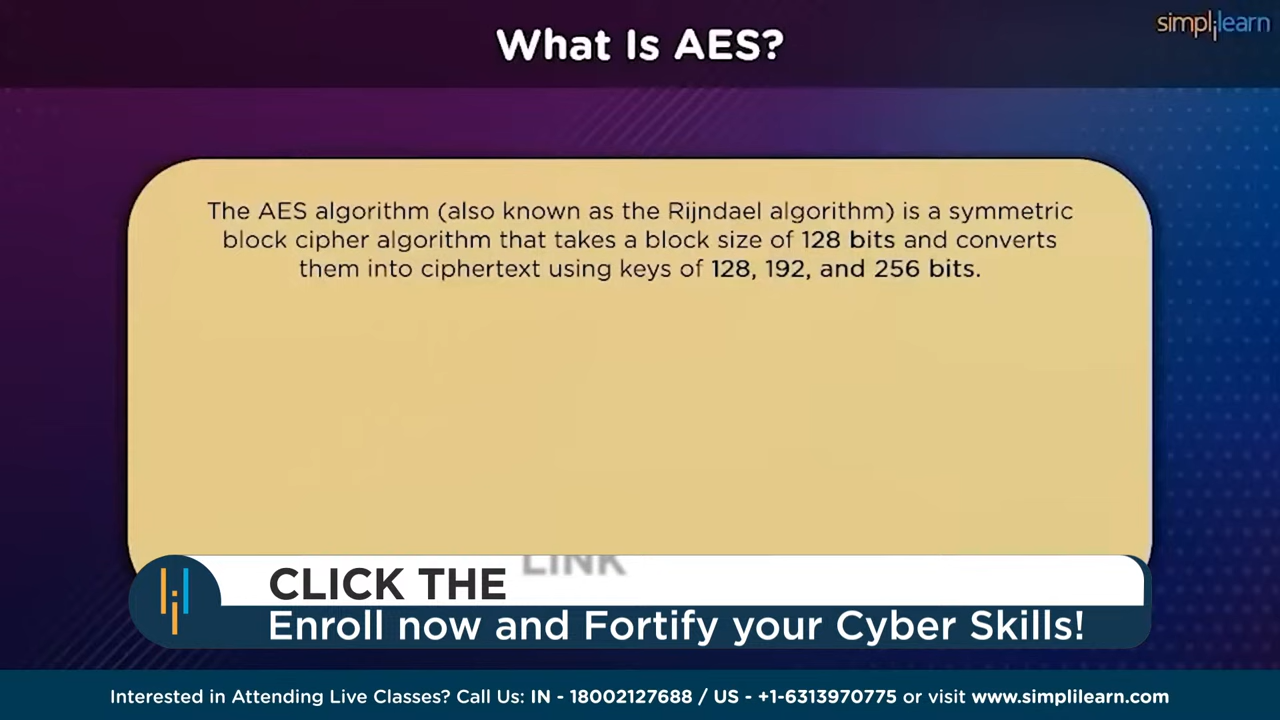 What Is AES?
simplilearn
The AES algorithm (also known as the Rijndael algorithm) is a symmetric
block cipher algorithm that takes a block size of 128 bits and converts
them into ciphertext using keys of 128, 192, and 256 bits.
CLICK THE LINK
Enroll now and Fortify your Cyber Skills!
Interested in Attending Live Classes? Call Us: IN - 18002127688 / US - +1-6313970775 or visit www.simplilearn.com